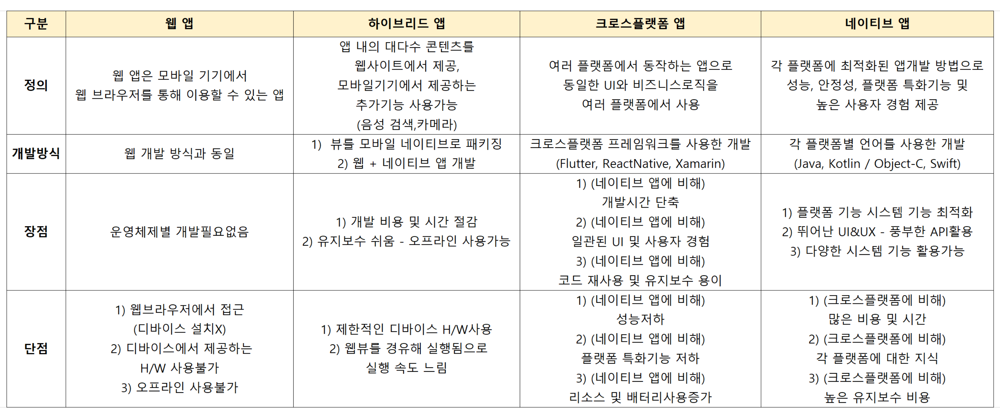 구분
웹 앱
하이브리드 앱
크로스플랫폼 앱
네이티브 앱
정의
웹 앱은 모바일 기기에서
웹 브라우저를 통해 이용할 수 있는 앱
앱 내의 대다수 콘텐츠를
웹사이트에서 제공,
모바일기기에서 제공하는
추가기능 사용가능
(음성 검색,카메라)
여러 플랫폼에서 동작하는 앱으로
동일한 UI와 비즈니스로직을
여러 플랫폼에서 사용
각 플랫폼에 최적화된 앱개발 방법으로
성능, 안정성, 플랫폼 특화기능 및
높은 사용자 경험 제공
개발방식
웹 개발 방식과 동일
1) 뷰를 모바일 네이티브로 패키징
2) 웹 + 네이티브 앱 개발
크로스플랫폼 프레임워크를 사용한 개발
(Flutter, ReactNative, Xamarin)
각 플랫폼별 언어를 사용한 개발
(Java, Kotlin / Object-C, Swift)
장점
운영체제별 개발필요없음
1) 개발 비용 및 시간 절감
2) 유지보수 쉬움 - 오프라인 사용가능
1) (네이티브 앱에 비해)
개발시간 단축
2) (네이티브 앱에 비해)
일관된 UI 및 사용자 경험
3) (네이티브 앱에 비해)
코드 재사용 및 유지보수 용이
1) 플랫폼 기능 시스템 기능 최적화
2) 뛰어난 UI&UX - 풍부한 API활용
3) 다양한 시스템 기능 활용가능
단점
1) 웹브라우저에서 접근
(디바이스 설치X)
2) 디바이스에서 제공하는
H/W 사용불가
3) 오프라인 사용불가
1) 제한적인 디바이스 H/W사용
2) 웹뷰를 경유해 실행됨으로
실행 속도 느림
1) (네이티브 앱에 비해)
성능저하
2) (네이티브 앱에 비해)
플랫폼 특화기능 저하
3) (네이티브 앱에 비해)
리소스 및 배터리사용증가
1) (크로스플랫폼에 비해)
많은 비용 및 시간
2) (크로스플랫폼에 비해)
각 플랫폼에 대한 지식
3) (크로스플랫폼에 비해)
높은 유지보수 비용